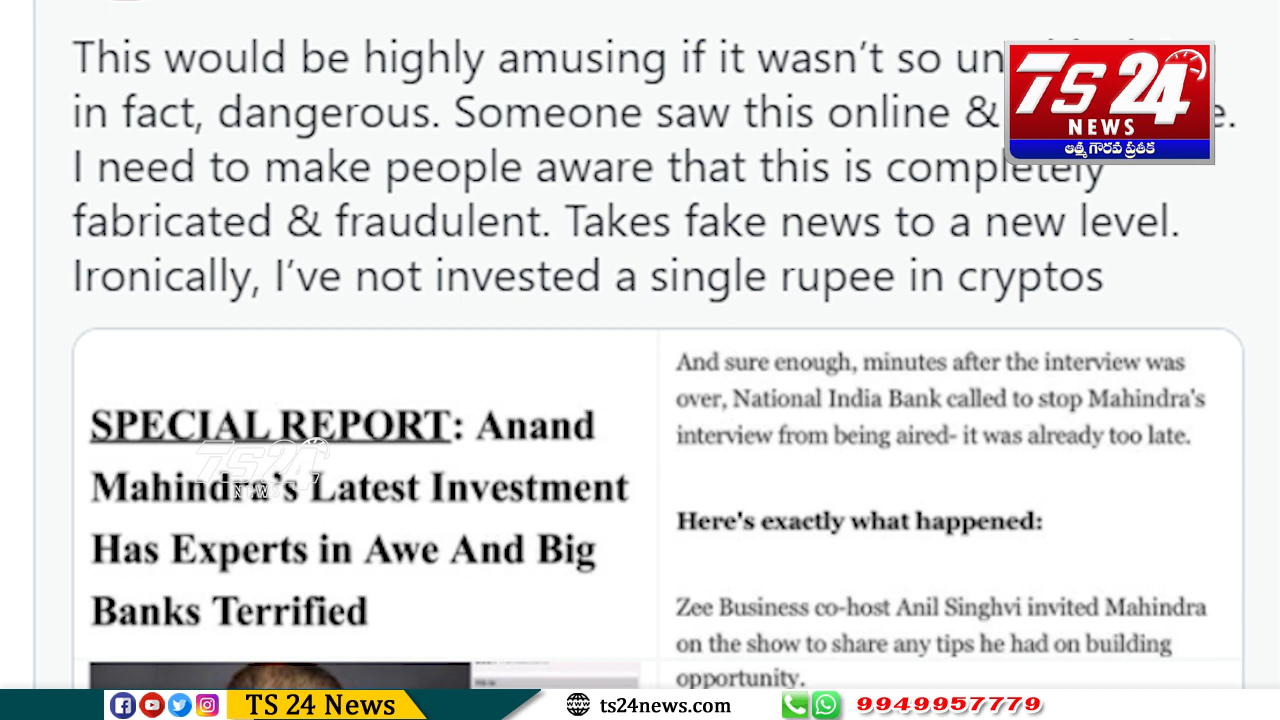 This would be highly amusing if it wasn't so
in fact, dangerous. Someone saw this online &
I need to make people aware that this is completely
fabricated & fraudulent. Takes fake news to a new level.
Ironically, I've not invested a single rupee in cryptos
TS 24
NEWS
ఆత్మ గౌరవ ప్రతీక
SPECIAL REPORT: Anand
Mahindra's Latest Investment
Has Experts in Awe And Big
Banks Terrified
TS 24
NEWS
And sure enough, minutes after the interview was
over, National India Bank called to stop Mahindra's
interview from being aired- it was already too late.
Here's exactly what happened:
Zee Business co-host Anil Singhvi invited Mahindra
on the show to share any tips he had on building
opportunity.
TS 24 News
ts24news.com
9949957779